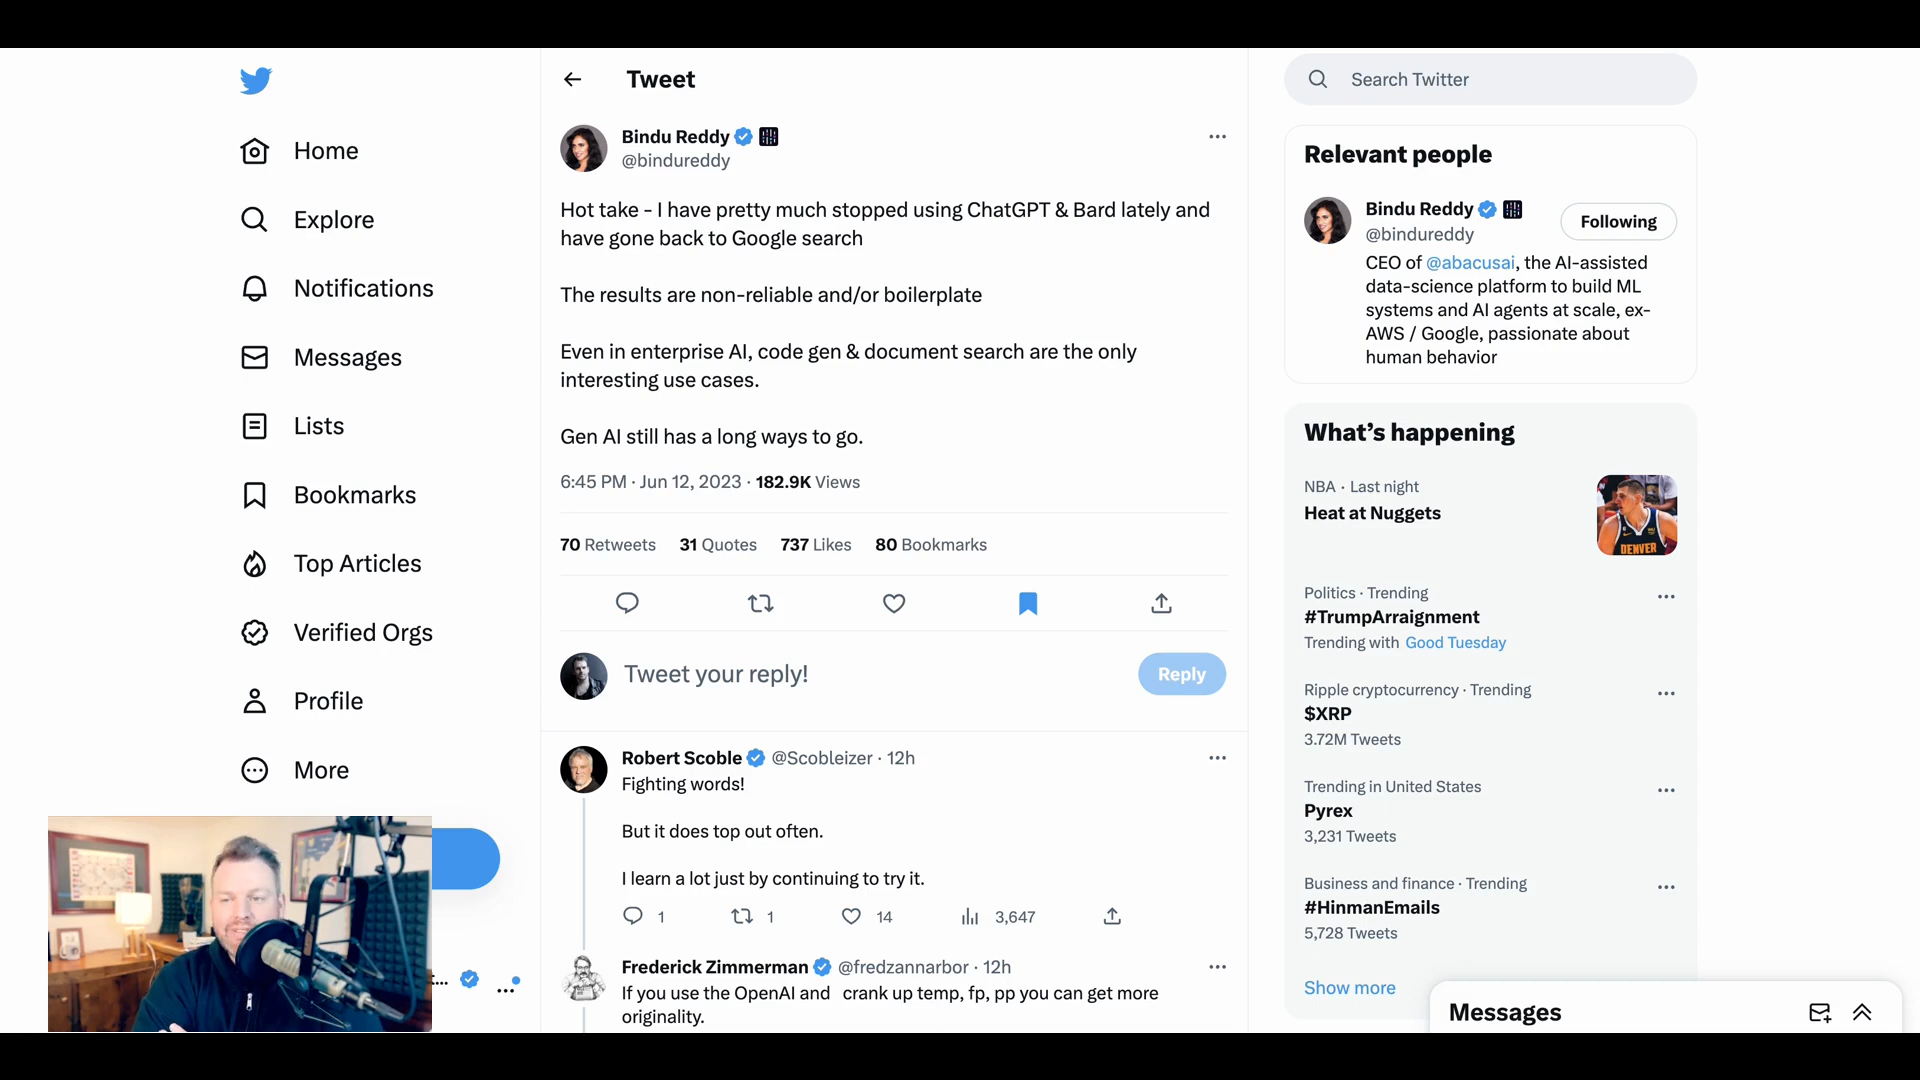 Home
Explore
Notifications
Messages
Lists
Bookmarks
Top Articles
Verified Orgs
Profile
More
Tweet
Bindu Reddy
@bindureddy
Hot take - I have pretty much stopped using ChatGPT & Bard lately and
have gone back to Google search
The results are non-reliable and/or boilerplate
Even in enterprise AI, code gen & document search are the only
interesting use cases.
Gen AI still has a long ways to go.
6:45 PM · Jun 12, 2023 · 182.9K Views
70 Retweets 31 Quotes 737 Likes 80 Bookmarks
Tweet your reply!
Reply
Robert Scoble @Scobleizer · 12h
Fighting words!
But it does top out often.
I learn a lot just by continuing to try it.
1 1 14 3,647
Frederick Zimmerman @fredzannarbor · 12h
If you use the OpenAI and crank up temp, fp, pp you can get more
originality.
Search Twitter
Relevant people
Bindu Reddy
@bindureddy
Following
CEO of @abacusai, the AI-assisted
data-science platform to build ML
systems and AI agents at scale, ex-
AWS / Google, passionate about
human behavior
What's happening
NBA · Last night
Heat at Nuggets
DENVER
Politics · Trending
#TrumpArraignment
Trending with Good Tuesday
Ripple cryptocurrency · Trending
$XRP
3.72M Tweets
Trending in United States
Pyrex
3,231 Tweets
Business and finance · Trending
#HinmanEmails
5,728 Tweets
Show more
Messages